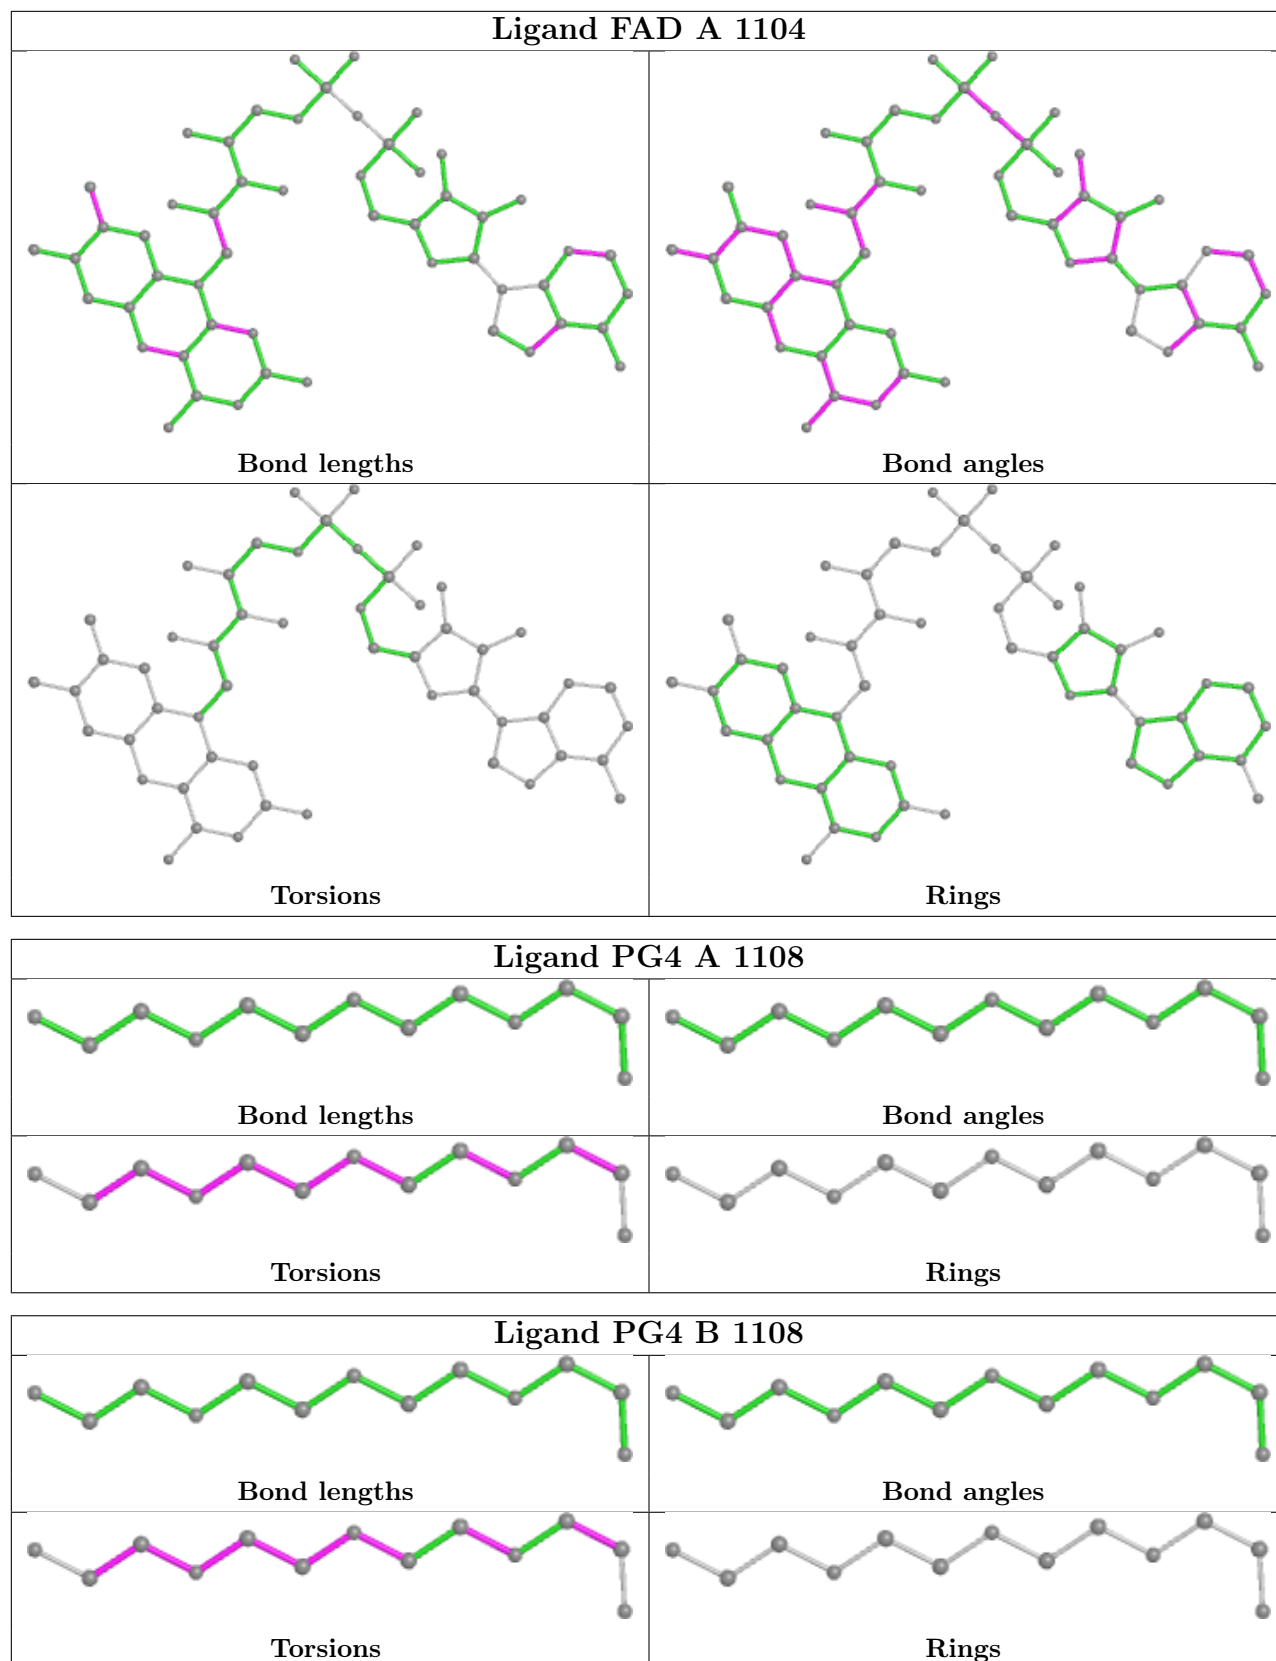 Ligand FAD A 1104
Bond lengths
Bond angles
Torsions
Rings
Ligand PG4 A 1108
Bond lengths
Bond angles
Torsions
Rings
Ligand PG4 B 1108
Bond lengths
Bond angles
Torsions
Rings